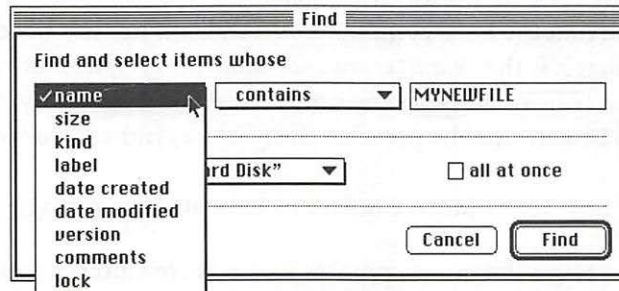 Find
Find and select items whose
✓name contains MYNEWFILE
size
kind
label
date created rd Disk” all at once
date modified
version
comments Cancel Find
lock